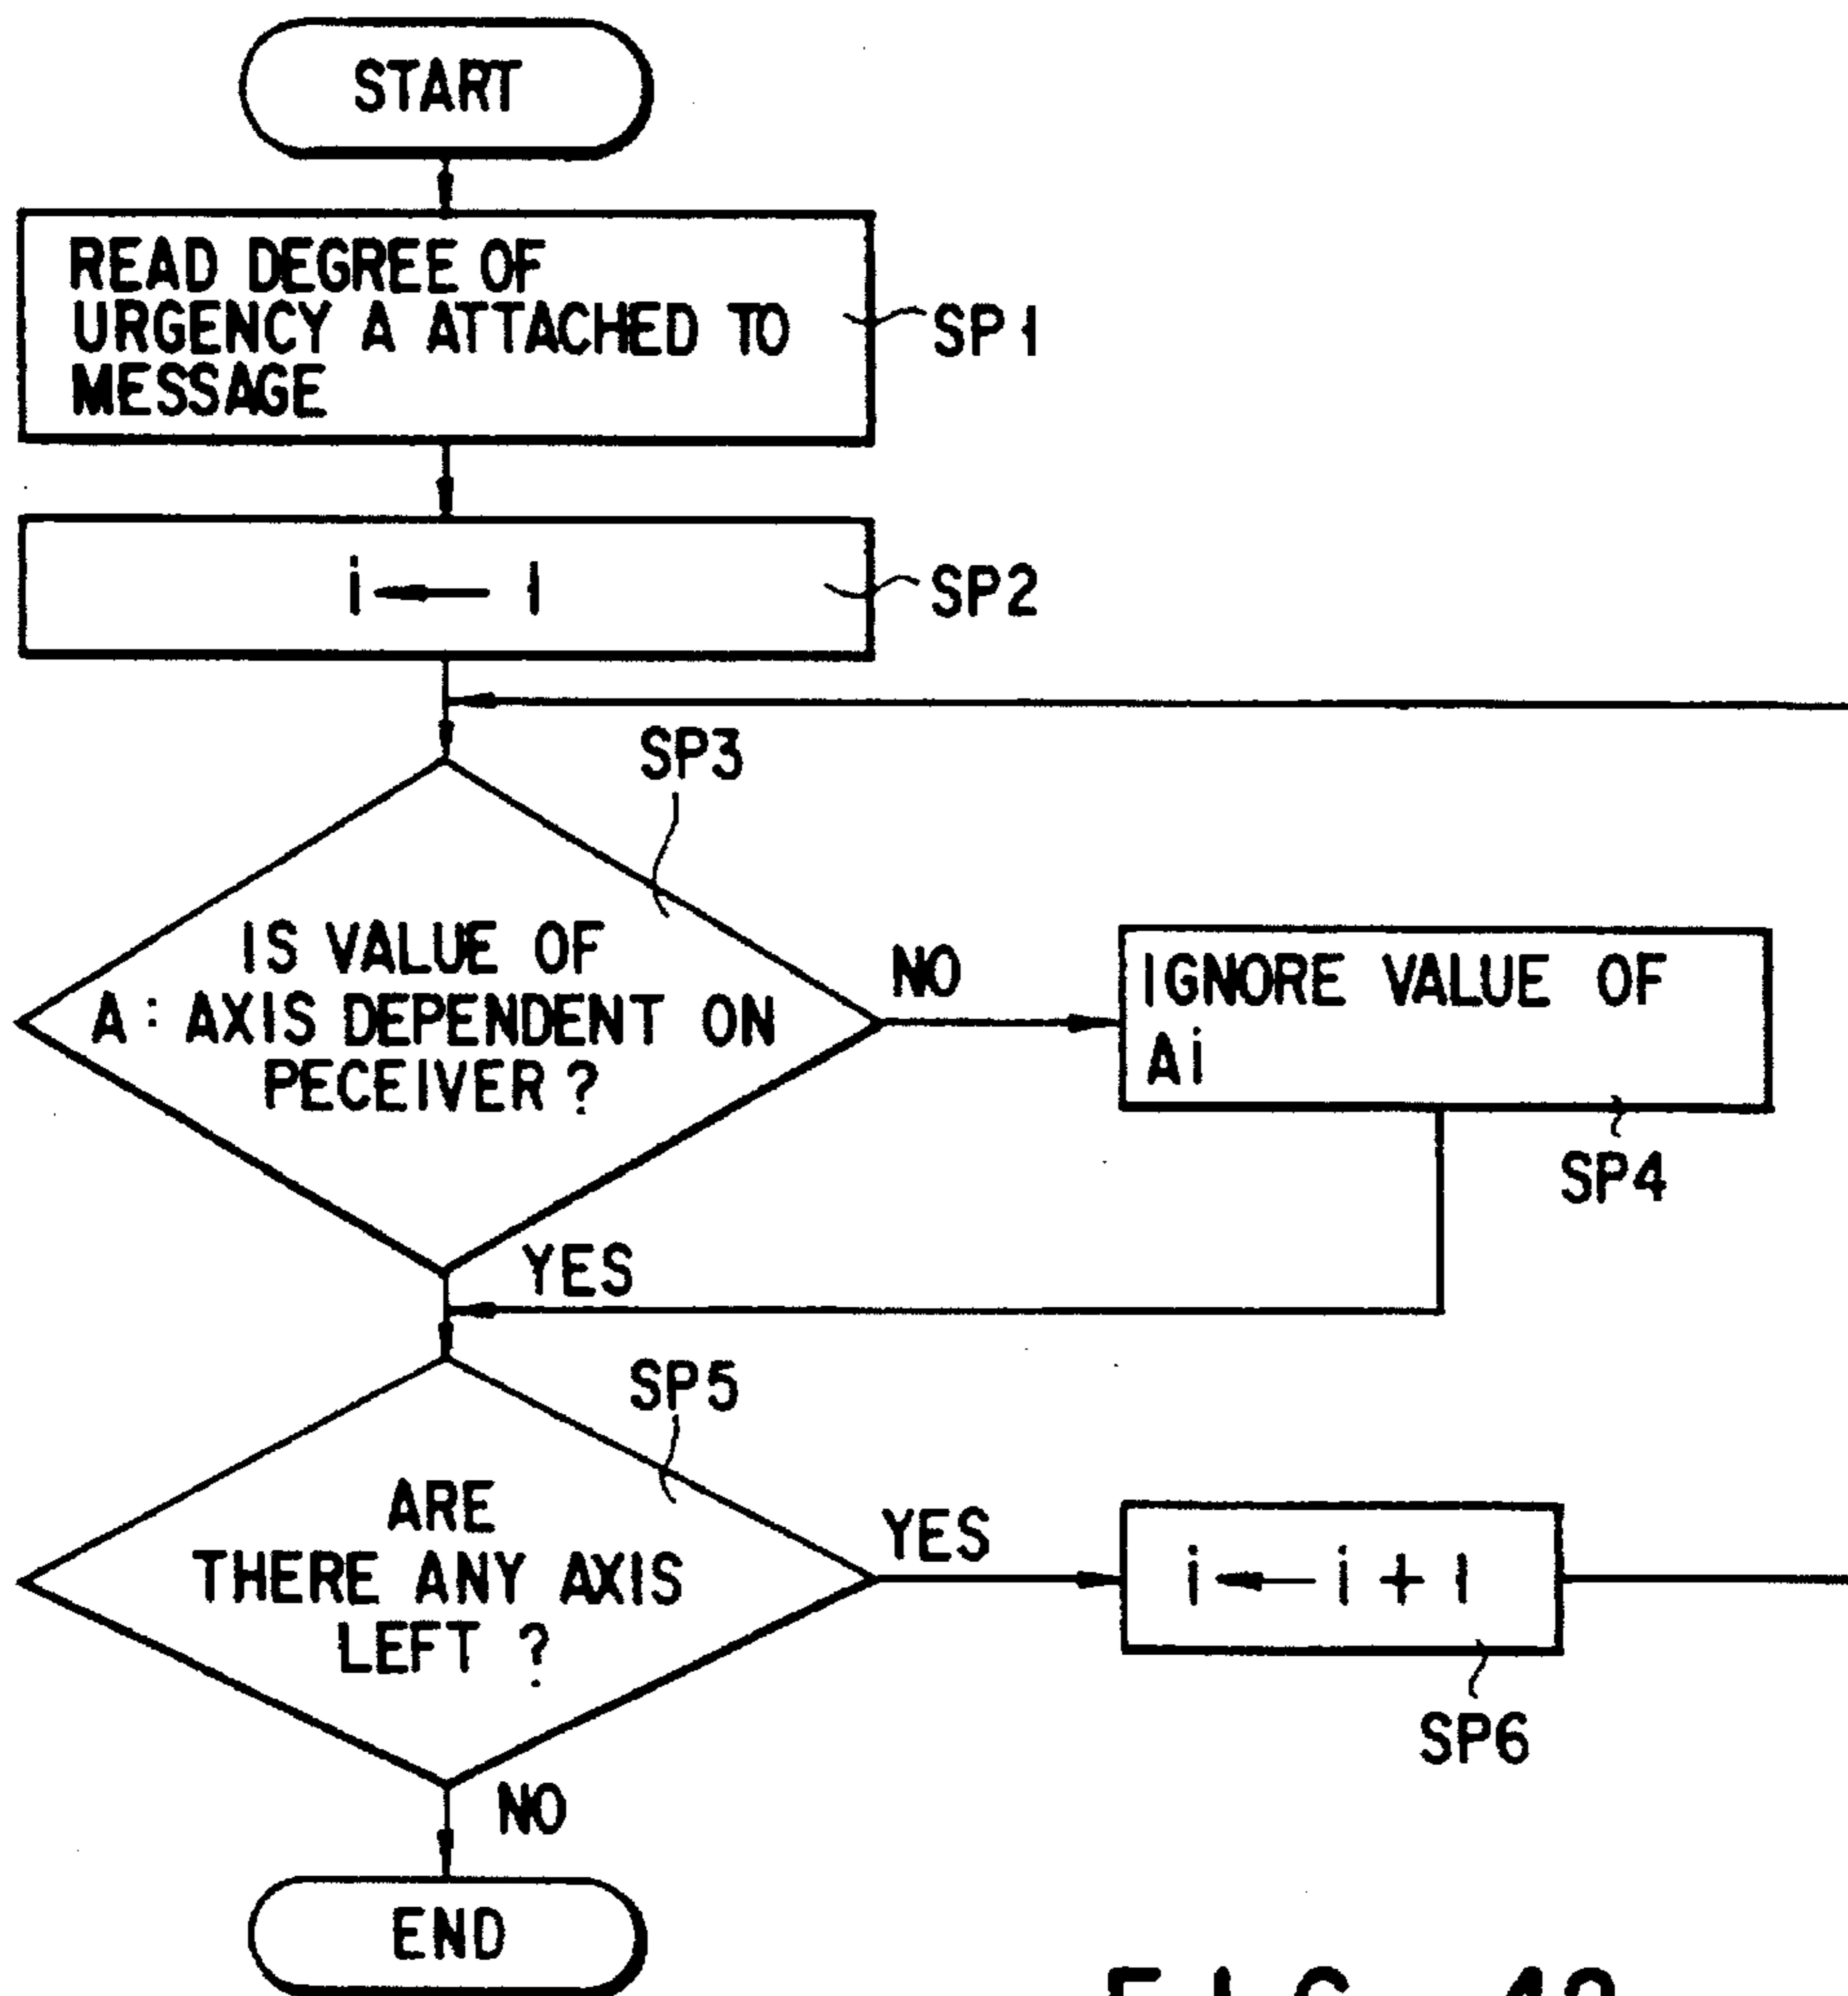 START
READ DEGREE OF
URGENCY A ATTACHED TO
MESSAGE
SP1
i ← 1
SP2
SP3
IS VALUE OF
A : AXIS DEPENDENT ON
PECEIVER ?
NO
IGNORE VALUE OF
Ai
SP4
YES
SP5
ARE
THERE ANY AXIS
LEFT ?
YES
i ← i + 1
SP6
NO
END